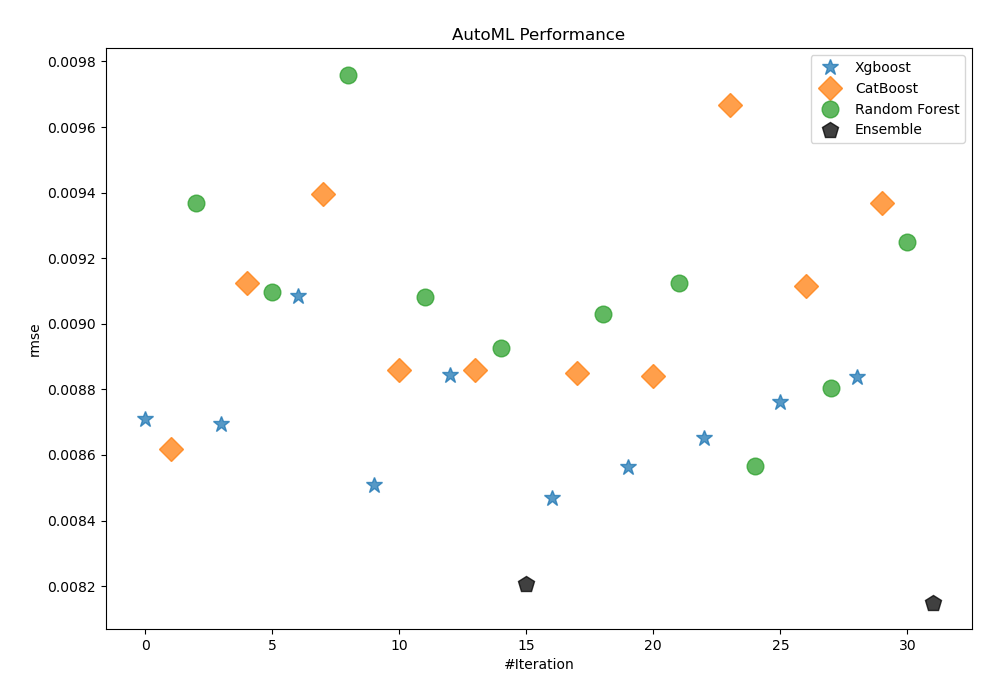 AutoML Performance
Xgboost
CatBoost
Random Forest
Ensemble
0.0098
0.0096
0.0094
0.0092
0.0090
0.0088
0.0086
0.0084
0.0082
rmse
0 5 10 15 20 25 30
#Iteration